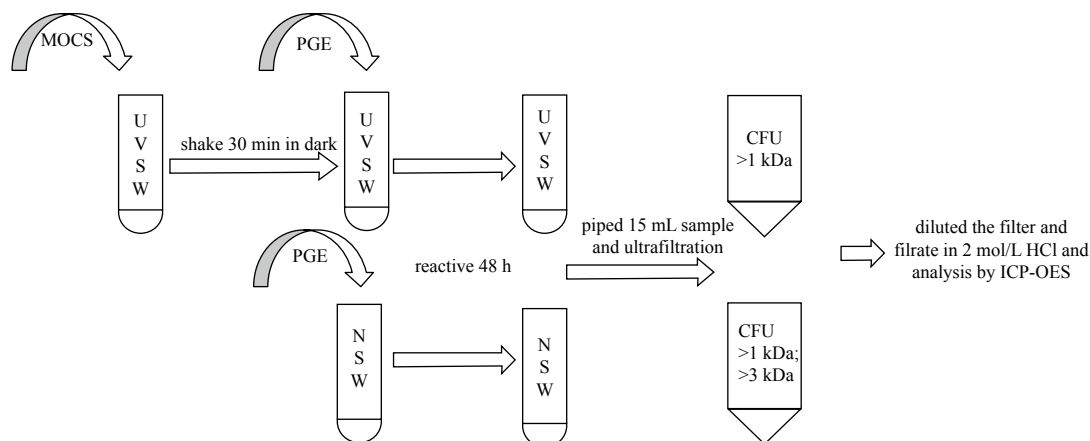 MOCS
PGE
U
V
S
W
shake 30 min in dark
U
V
S
W
U
V
S
W
CFU
>1 kDa
PGE
reactive 48 h
piped 15 mL sample
and ultrafiltration
diluted the filter and
filrate in 2 mol/L HCl and
analysis by ICP-OES
N
S
W
N
S
W
CFU
>1 kDa;
>3 kDa